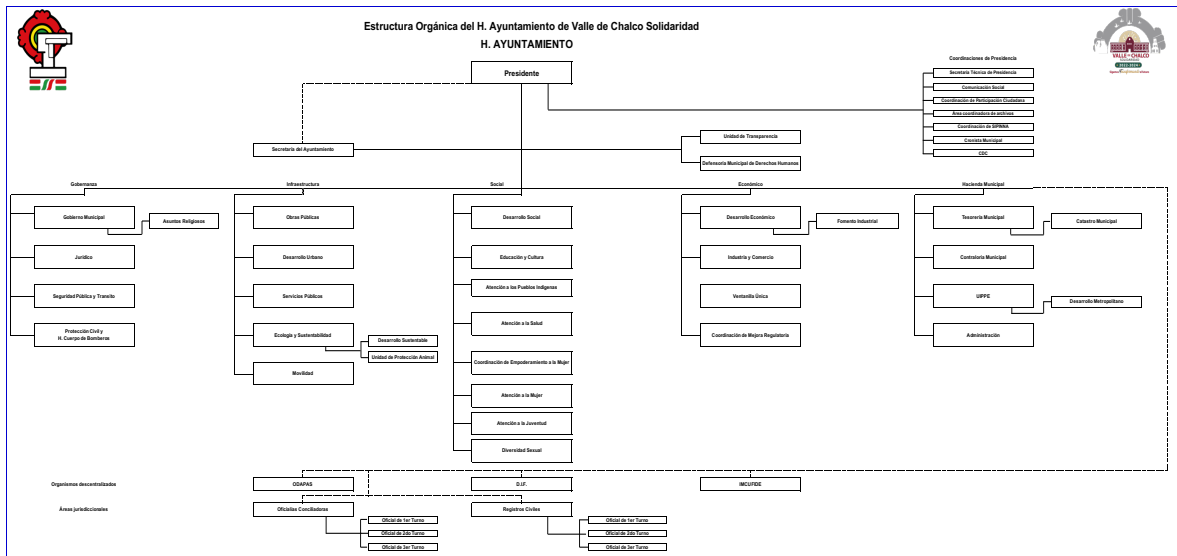 Estructura Orgánica del H. Ayuntamiento de Valle de Chalco Solidaridad
H. AYUNTAMIENTO
VALLE DE CHALCO
SOLIDARIDAD
2022-2024
Presidente
Coordinaciones de Presidencia
Secretaría Técnica de Presidencia
Comunicación Social
Coordinación de Participación Ciudadana
Área coordinadora de archivos
Coordinación de SIPINNA
Cronista Municipal
CDC
Secretaría del Ayuntamiento
Unidad de Transparencia
Defensoría Municipal de Derechos Humanos
Gobernanza
Infraestructura
Social
Económico
Hacienda Municipal
Gobierno Municipal
Asuntos Religiosos
Jurídico
Seguridad Pública y Transito
Protección Civil y
H. Cuerpo de Bomberos
Obras Públicas
Desarrollo Urbano
Servicios Públicos
Ecología y Sustentabilidad
Desarrollo Sustentable
Unidad de Protección Animal
Movilidad
Desarrollo Social
Educación y Cultura
Atención a los Pueblos Indígenas
Atención a la Salud
Coordinación de Empoderamiento a la Mujer
Atención a la Mujer
Atención a la Juventud
Diversidad Sexual
Desarrollo Económico
Fomento Industrial
Industria y Comercio
Ventanilla Única
Coordinación de Mejora Regulatoria
Tesorería Municipal
Catastro Municipal
Contraloría Municipal
UIPPE
Desarrollo Metropolitano
Administración
Organismos descentralizados
ODAPAS
D.I.F.
IMCUFIDE
Áreas juridiccionales
Oficialías Conciliadoras
Oficial de 1er Turno
Oficial de 2do Turno
Oficial de 3er Turno
Registros Civiles
Oficial de 1er Turno
Oficial de 2do Turno
Oficial de 3er Turno